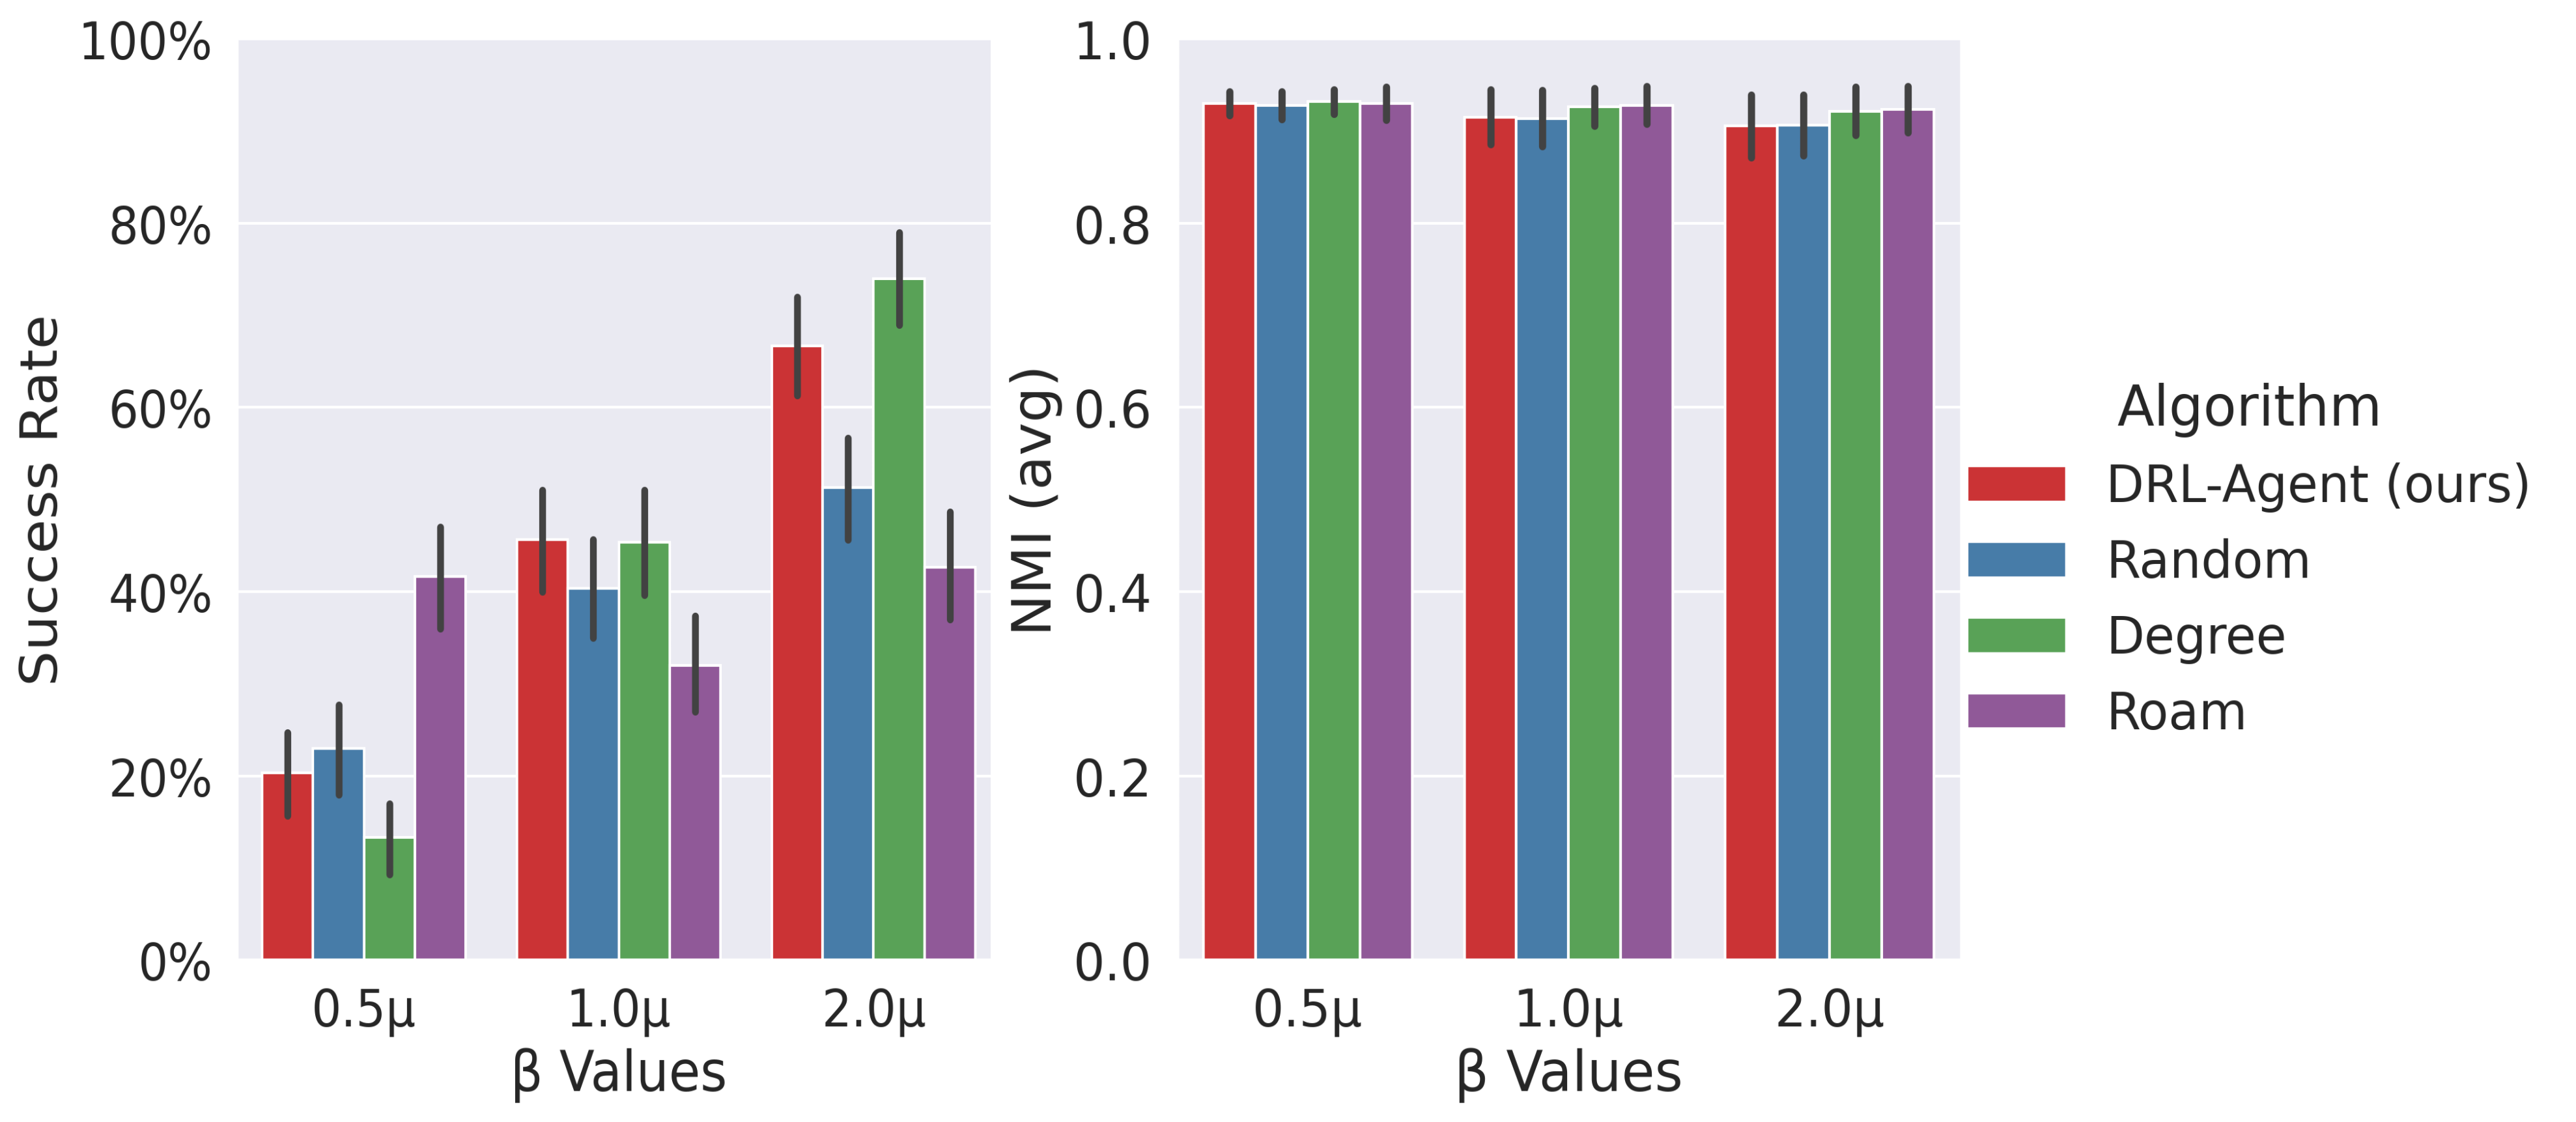 100%
80%
60%
40%
20%
0%
Success Rate
0.5μ 1.0μ 2.0μ
β Values
1.0
0.8
0.6
0.4
0.2
0.0
NMI (avg)
0.5μ 1.0μ 2.0μ
β Values
Algorithm
DRL-Agent (ours)
Random
Degree
Roam